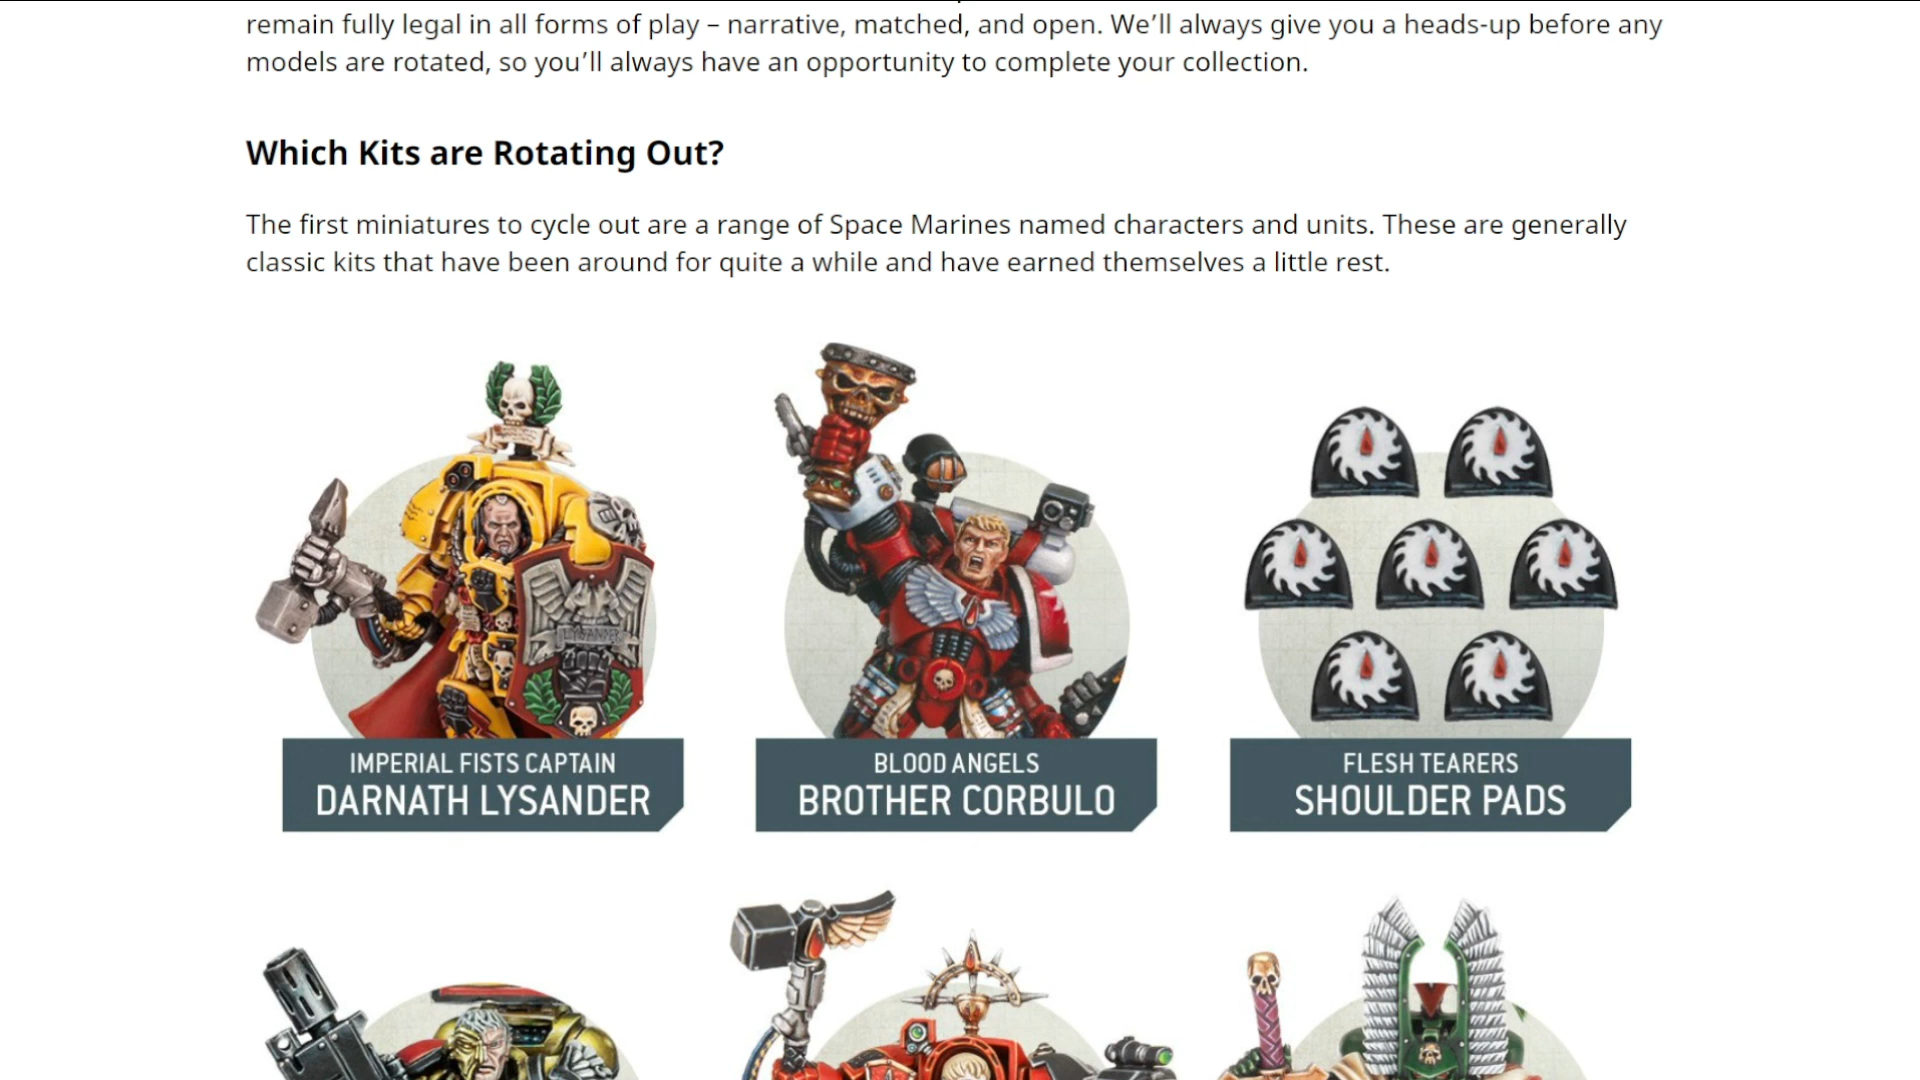 remain fully legal in all forms of play – narrative, matched, and open. We’ll always give you a heads-up before any
models are rotated, so you’ll always have an opportunity to complete your collection.
Which Kits are Rotating Out?
The first miniatures to cycle out are a range of Space Marines named characters and units. These are generally
classic kits that have been around for quite a while and have earned themselves a little rest.
LYSANDER
IMPERIAL FISTS CAPTAIN
DARNATH LYSANDER
BLOOD ANGELS
BROTHER CORBULO
FLESH TEARERS
SHOULDER PADS